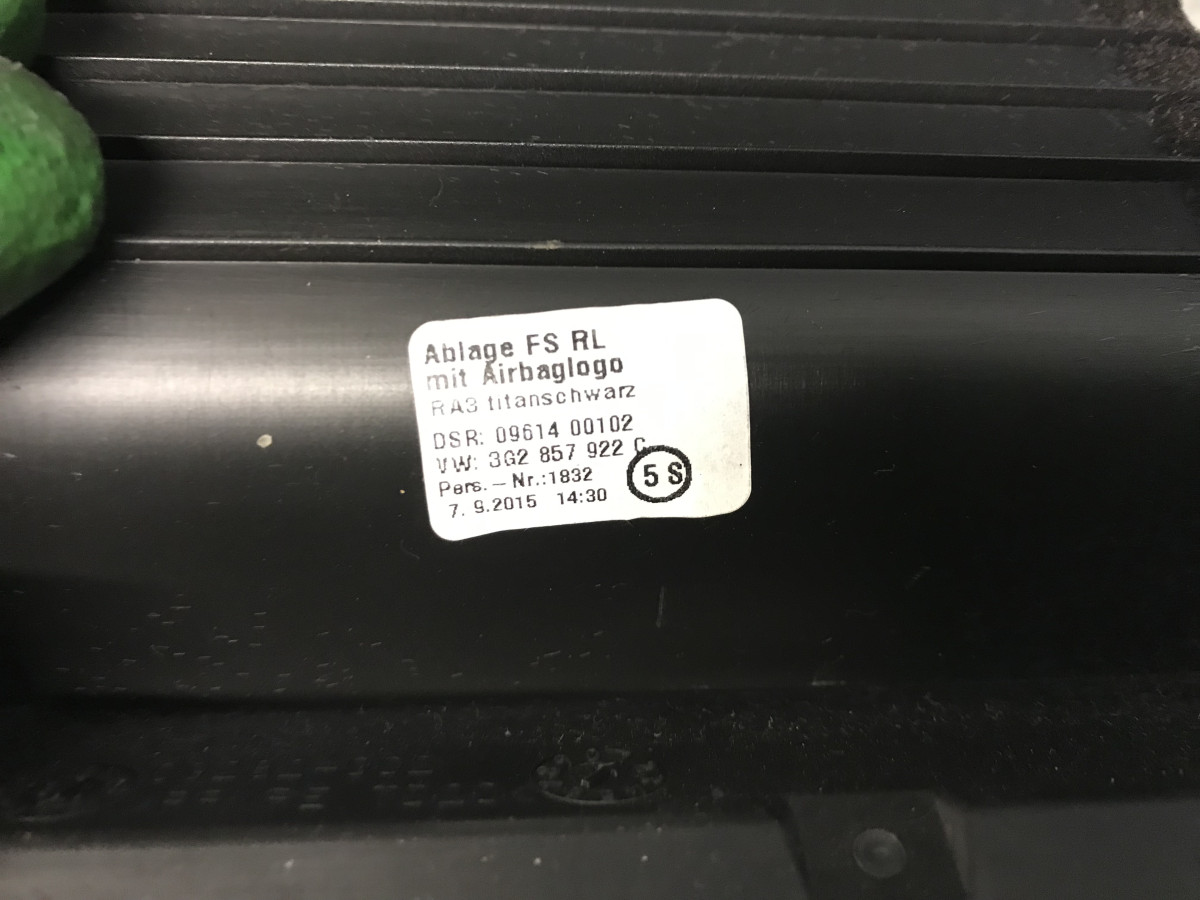 Ablage FS RL
mit Airbaglogo
RA3 titanschwarz
DSR: 09614 00102
VW: 3G2 857 922 C
Pers.-Nr.:1832
5 S
7. 9.2015 14:30